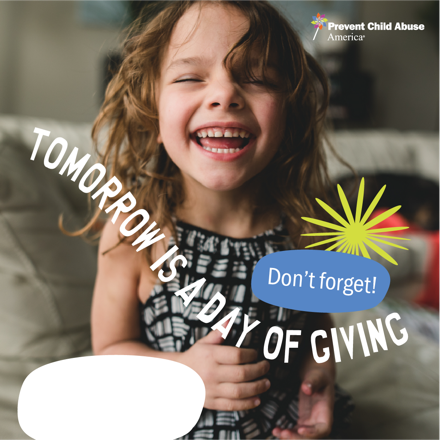 Prevent Child Abuse
America®
TOMORROW IS A DAY OF GIVING
Don't forget!